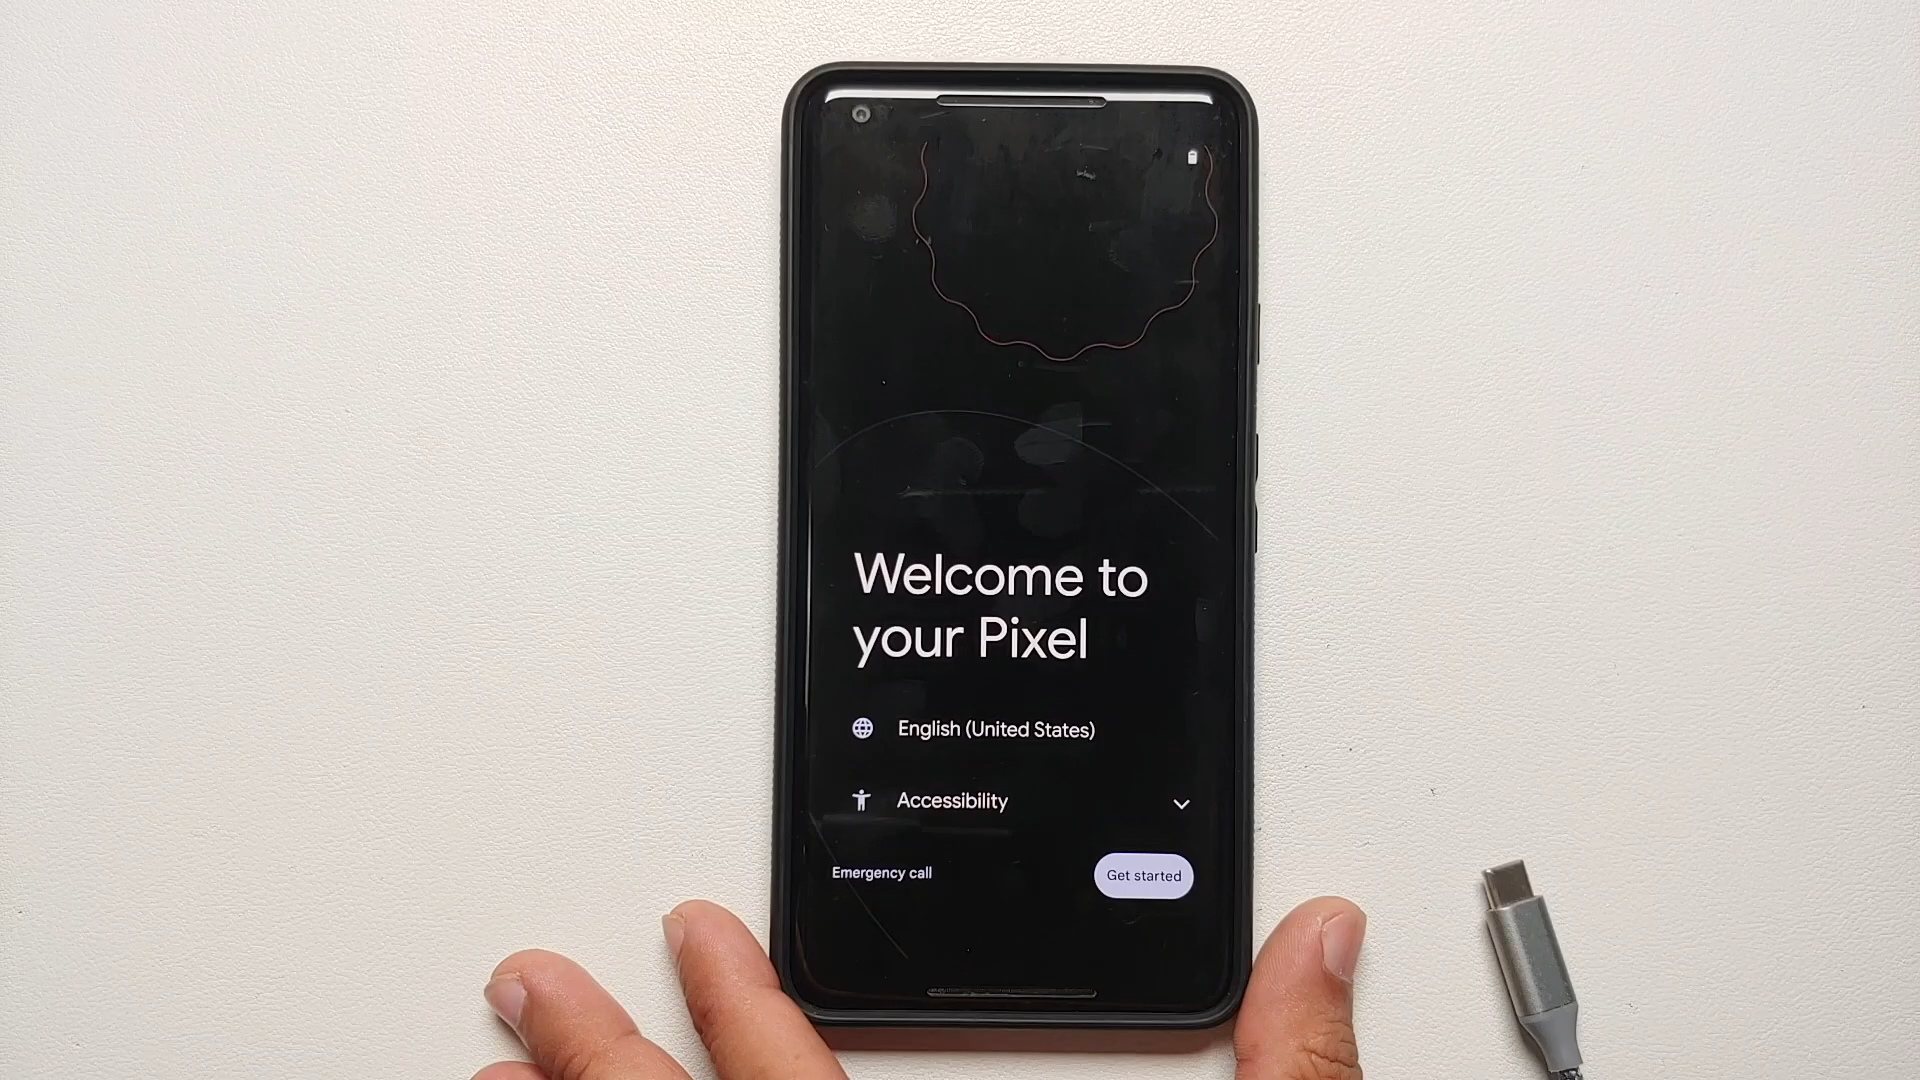 Welcome to
your Pixel
English (United States)
Accessibility
Emergency call
Get started